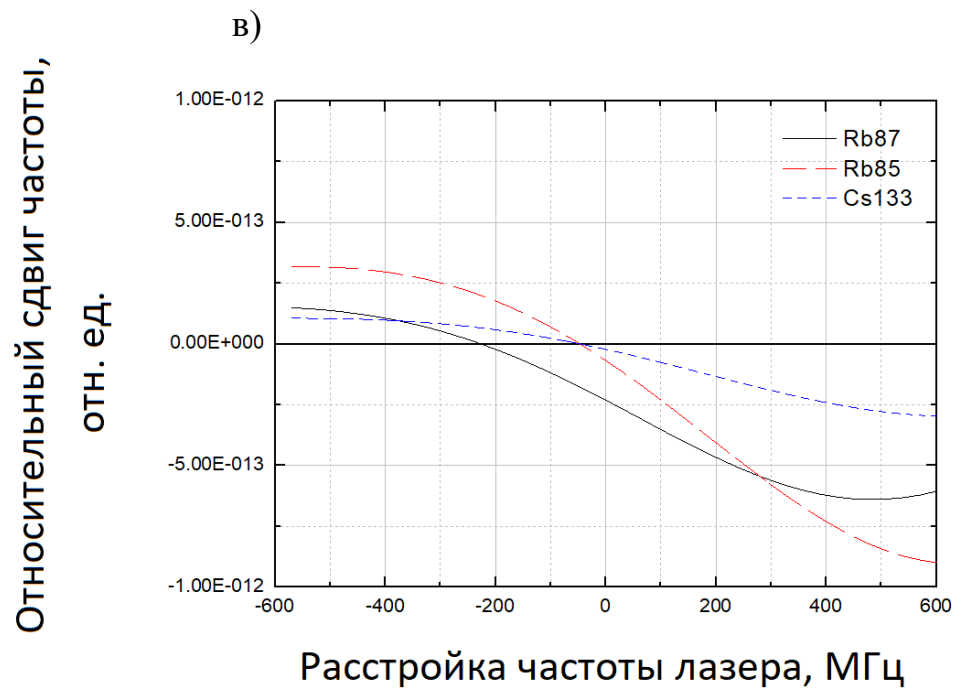 в)
Относительный сдвиг частоты,
отн. ед.
1.00E-012
5.00E-013
0.00E+000
-5.00E-013
-1.00E-012
Rb87
Rb85
Cs133
-600 -400 -200 0 200 400 600
Расстройка частоты лазера, МГц